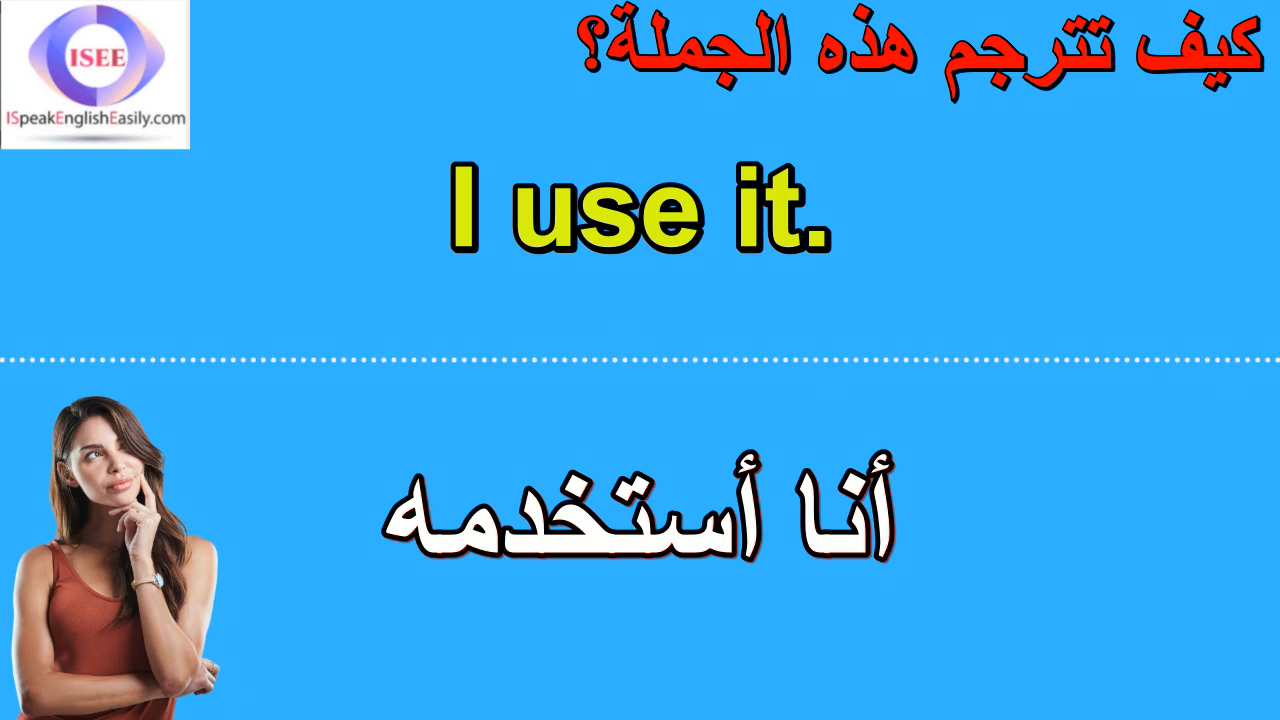 ISEE
ISpeakEnglishEasily.com
كيف تترجم هذه الجملة؟
I use it.
أنا أستخدمه